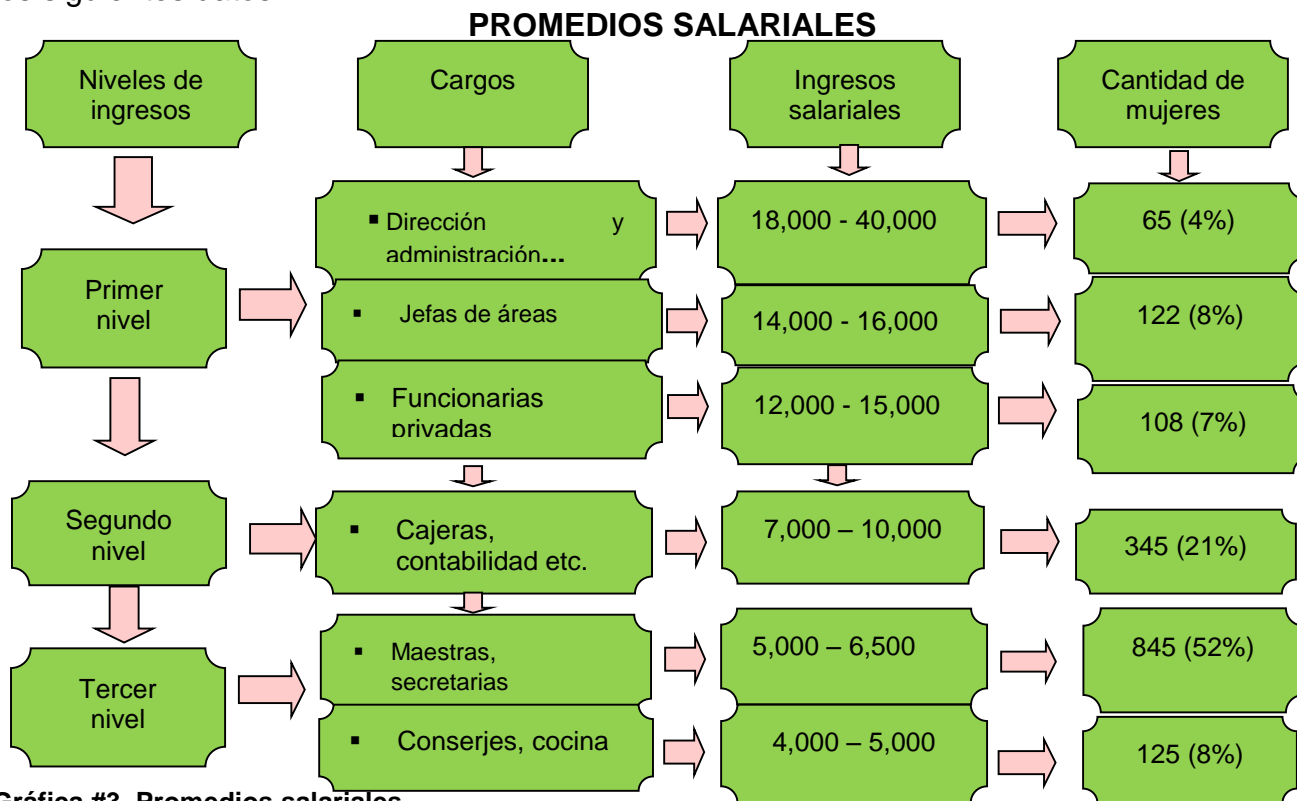 os siguientes datos
PROMEDIOS SALARIALES
Niveles de
ingresos
Cargos
Ingresos
salariales
Cantidad de
mujeres
Primer
nivel
▪ Dirección y
administración...
18,000 - 40,000
65 (4%)
▪ Jefas de áreas
14,000 - 16,000
122 (8%)
▪ Funcionarias
privadas
12,000 - 15,000
108 (7%)
Segundo
nivel
▪ Cajeras,
contabilidad etc.
7,000 – 10,000
345 (21%)
Tercer
nivel
▪ Maestras,
secretarias
5,000 – 6,500
845 (52%)
▪ Conserjes, cocina
4,000 – 5,000
125 (8%)
Gráfica #3. Promedios salariales